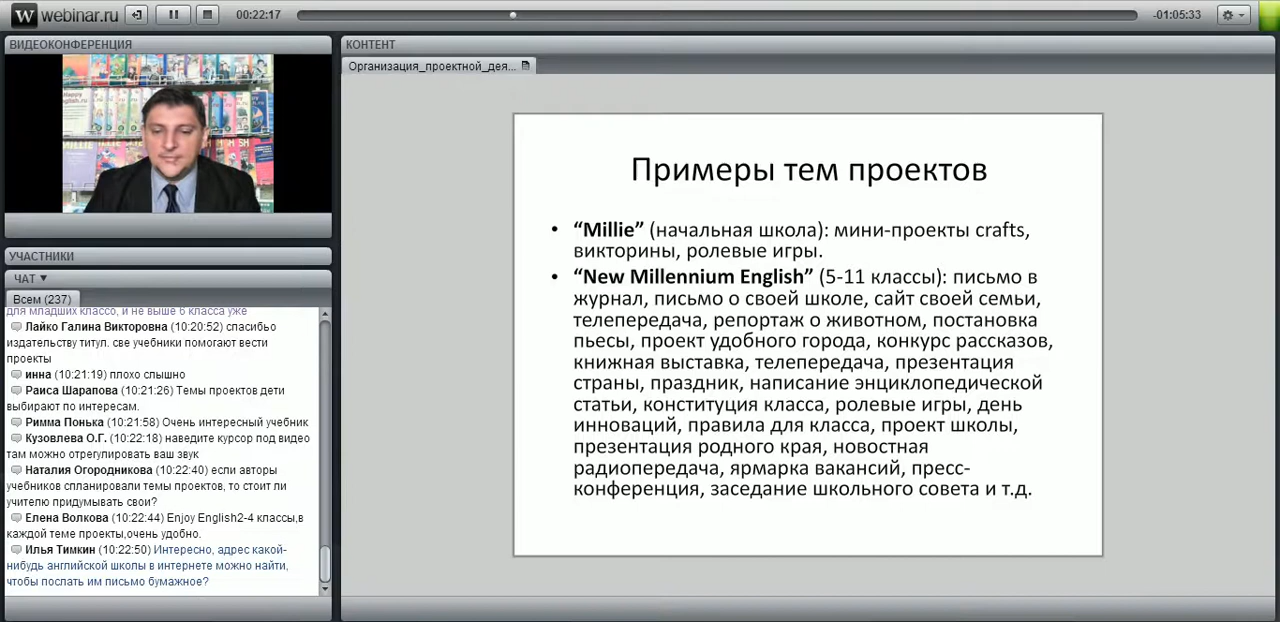 webinar.ru
00:22:17
-01:05:33
ВИДЕОКОНФЕРЕНЦИЯ
УЧАСТНИКИ
ЧАТ ▼
Всем (237)
для младших классо, и не выше 6 класса уже
Лайко Галина Викторовна (10:20:52) спасибьо
издательству титул. све учебники помогают вести
проекты
инна (10:21:19) плохо слышно
Раиса Шарапова (10:21:26) Темы проектов дети
выбирают по интересам.
Римма Понька (10:21:58) Очень интересный учебник
Кузовлева О.Г. (10:22:18) наведите курсор под видео
там можно отрегулировать ваш звук
Наталия Огородникова (10:22:40) если авторы
учебников спланировали темы проектов, то стоит ли
учителю придумывать свои?
Елена Волкова (10:22:44) Enjoy English2-4 классы,в
каждой теме проекты,очень удобно.
Илья Тимкин (10:22:50) Интересно, адрес какой-
нибудь английской школы в интернете можно найти,
чтобы послать им письмо бумажное?
КОНТЕНТ
Организация_проектной_дея...
Примеры тем проектов
• “Millie” (начальная школа): мини-проекты crafts,
викторины, ролевые игры.
• “New Millennium English” (5-11 классы): письмо в
журнал, письмо о своей школе, сайт своей семьи,
телепередача, репортаж о животном, постановка
пьесы, проект удобного города, конкурс рассказов,
книжная выставка, телепередача, презентация
страны, праздник, написание энциклопедической
статьи, конституция класса, ролевые игры, день
инноваций, правила для класса, проект школы,
презентация родного края, новостная
радиопередача, ярмарка вакансий, пресс-
конференция, заседание школьного совета и т.д.